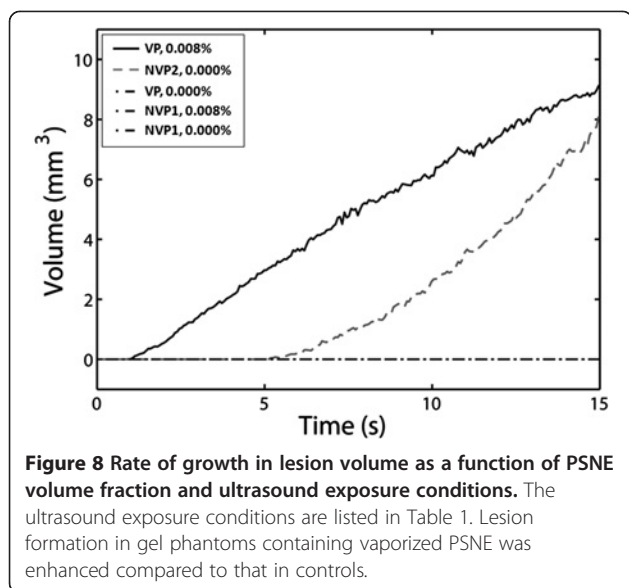 VP, 0.008%
NVP2, 0.000%
VP, 0.000%
NVP1, 0.008%
NVP1, 0.000%
10
8
6
4
2
0
Volume (mm³)
0 5 10 15
Time (s)
Figure 8 Rate of growth in lesion volume as a function of PSNE
volume fraction and ultrasound exposure conditions. The
ultrasound exposure conditions are listed in Table 1. Lesion
formation in gel phantoms containing vaporized PSNE was
enhanced compared to that in controls.